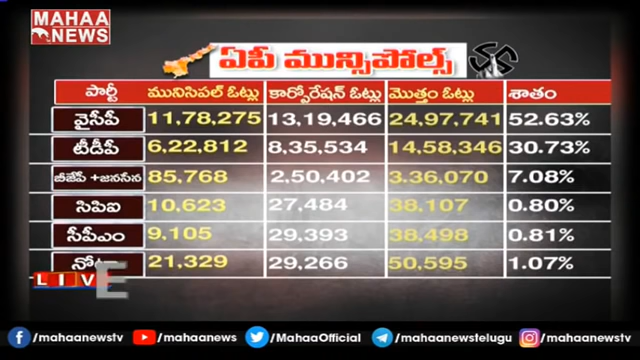 MAHAA
NEWS
ఏపీ మున్సిపోల్స్
పార్టీ మునిసిపల్ ఓట్లు కార్పోరేషన్ ఓట్లు మొత్తం ఓట్లు శాతం
వైసీపీ 11,78,275 13,19,466 24,97,741 52.63%
టీడీపీ 6,22,812 8,35,534 14,58,346 30.73%
బీజేపీ +జనసేన 85,768 2,50,402 3.36,070 7.08%
సిపిఐ 10,623 27,484 38,107 0.80%
సీపీఎం 9,105 29,393 38,498 0.81%
నోటా 21,329 29,266 50,595 1.07%
LIVE
/mahaanewstv /mahaanews /MahaaOfficial /mahaanewstelugu @mahaanewstv